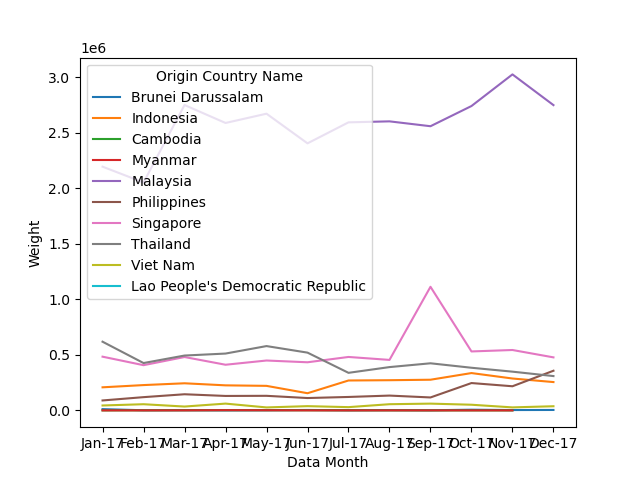 1e6
Origin Country Name
Brunei Darussalam
Indonesia
Cambodia
Myanmar
Malaysia
Philippines
Singapore
Thailand
Viet Nam
Lao People's Democratic Republic
3.0
2.5
2.0
1.5
1.0
0.5
0.0
Weight
Jan-17 Feb-17 Mar-17 Apr-17 May-17 Jun-17 Jul-17 Aug-17 Sep-17 Oct-17 Nov-17 Dec-17
Data Month